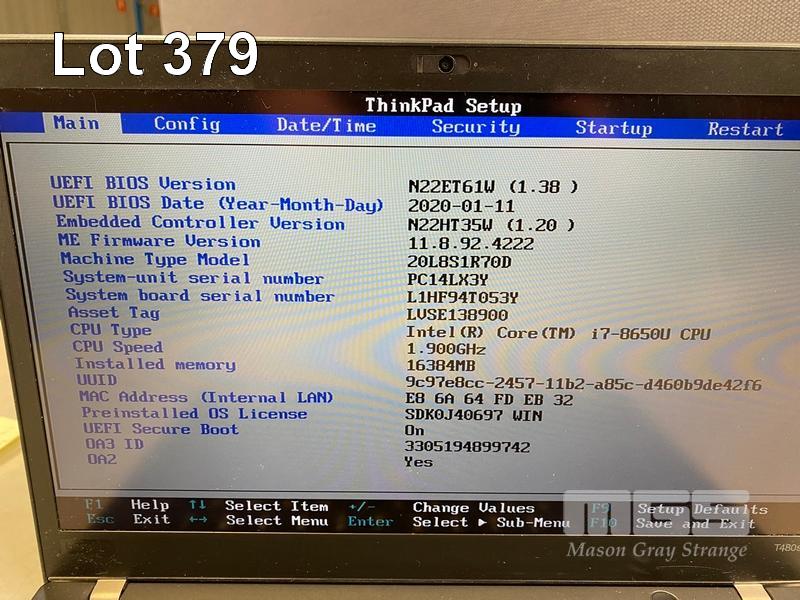 Lot 379
ThinkPad Setup
Main Config Date/Time Security Startup Restart
UEFI BIOS Version N22ET61W (1.38 )
UEFI BIOS Date (Year-Month-Day) 2020-01-11
Embedded Controller Version N22HT35W (1.20 )
ME Firmware Version 11.8.92.4222
Machine Type Model 20L8S1R70D
System-unit serial number PC14LX3Y
System board serial number L1HF94T053Y
Asset Tag LVSE138900
CPU Type Intel(R) Core(TM) i7-8650U CPU
CPU Speed 1.900GHz
Installed memory 16384MB
UUID 9c97e8cc-2457-11b2-a85c-d460b9de42f6
MAC Address (Internal LAN) E8 6A 64 FD EB 32
Preinstalled OS License SDK0J40697 WIN
UEFI Secure Boot On
OA3 ID 3305194899742
OA2 Yes
F1 Help ↑↓ Select Item +/- Change Values F9 Setup Defaults
Esc Exit ←→ Select Menu Enter Select ▶ Sub-Menu F10 Save and Exit
MGS
Mason Gray Strange
T480s